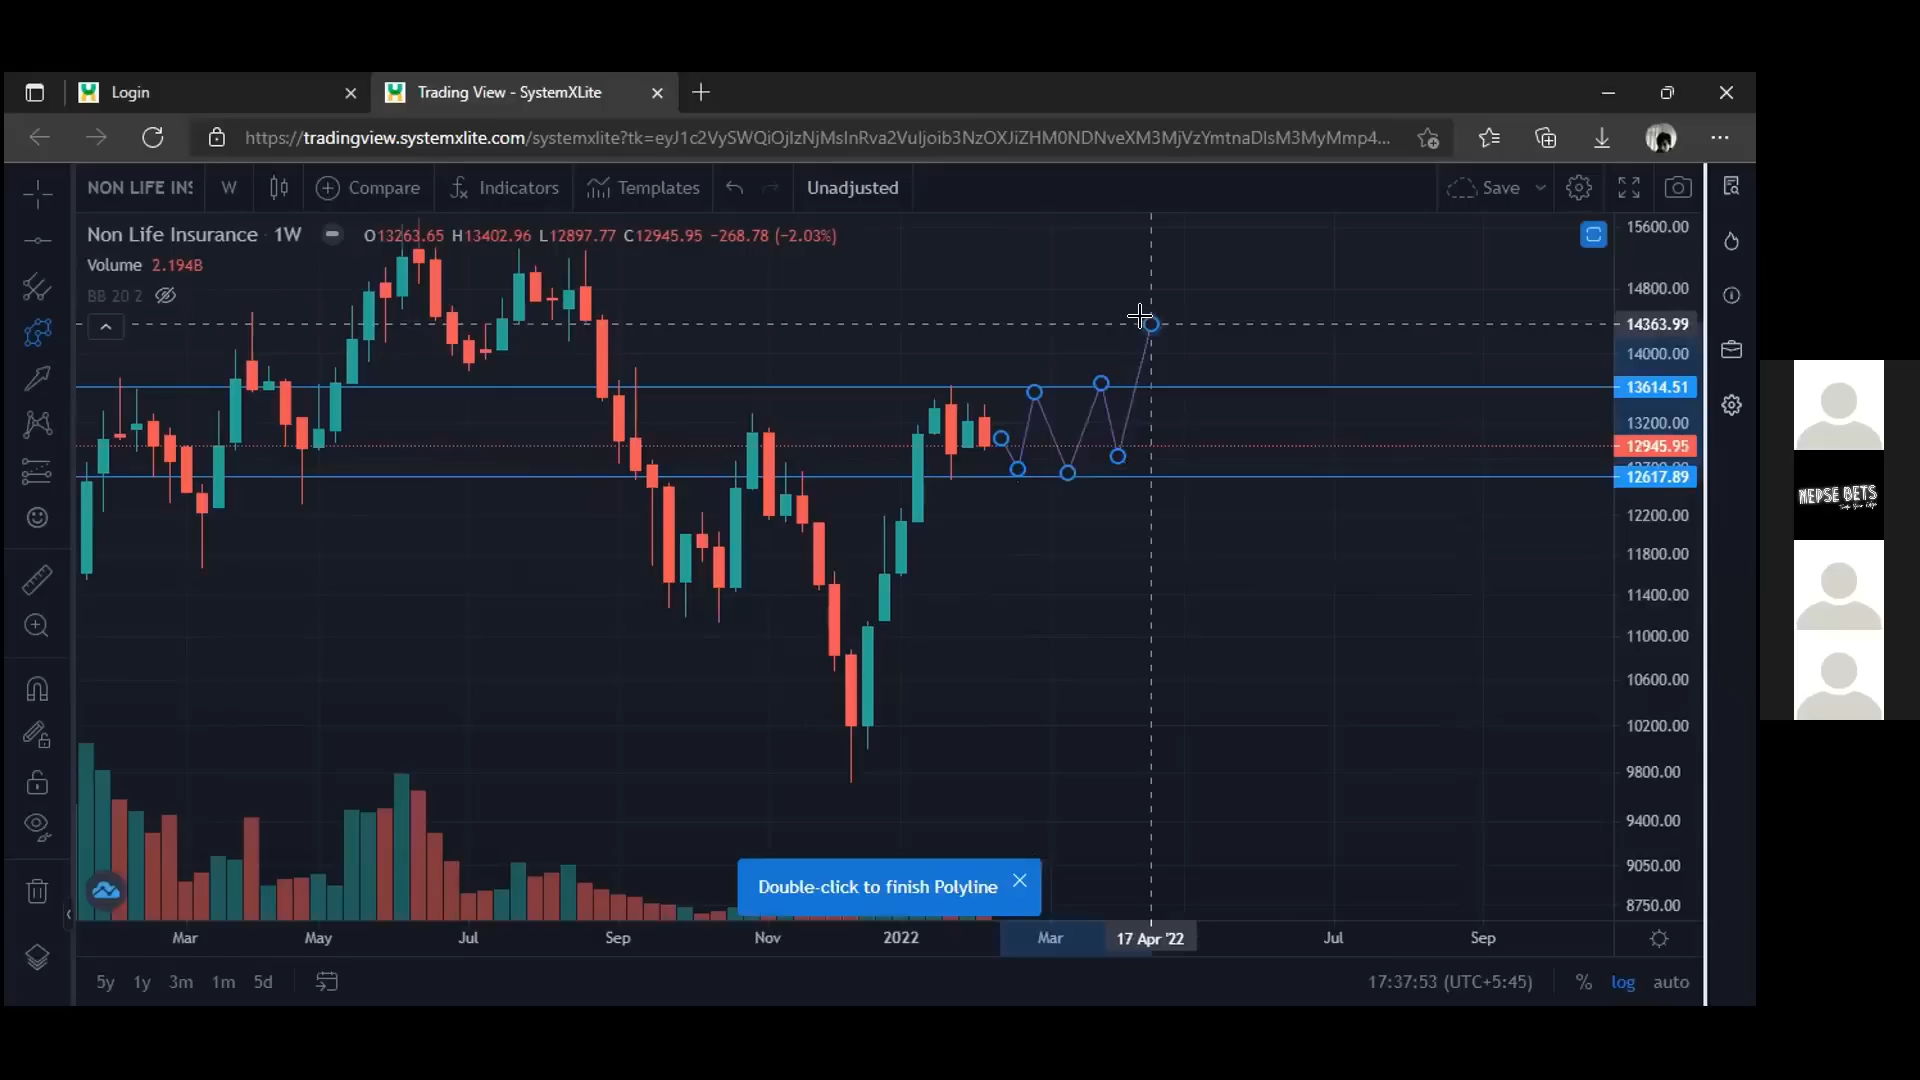 Login
Trading View - SystemXLite
https://tradingview.systemxlite.com/systemxlite?tk=eyJ1c2VySWQiOjIzNjMsInRva2VuIjoib3NzOXJiZHM0NDNveXM3MjVzYmtnaDlsM3MyMmp4...
NON LIFE INS
W
Compare
Indicators
Templates
Unadjusted
Save
Non Life Insurance · 1W
O13263.65 H13402.96 L12897.77 C12945.95 −268.78 (−2.03%)
Volume 2.194B
BB 20 2
15600.00
14800.00
14363.99
14000.00
13614.51
13200.00
12945.95
12617.89
12200.00
11800.00
11400.00
11000.00
10600.00
10200.00
9800.00
9400.00
9050.00
8750.00
NEPSE BETS
Double-click to finish Polyline
Mar May Jul Sep Nov 2022 Mar 17 Apr '22 Jul Sep
5y 1y 3m 1m 5d
17:37:53 (UTC+5:45) % log auto